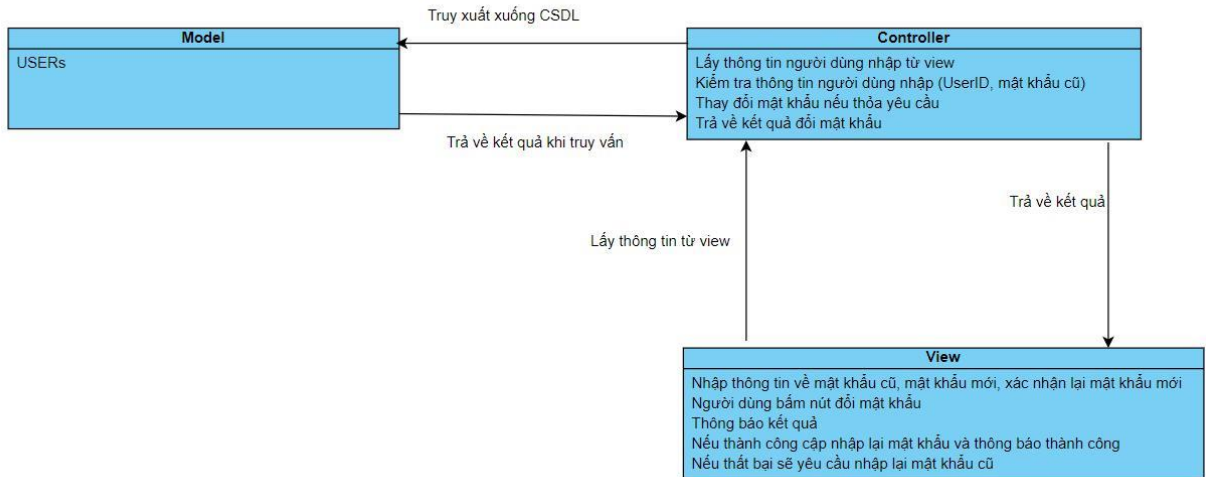 Truy xuất xuống CSDL
Model
USERs
Controller
Lấy thông tin người dùng nhập từ view
Kiểm tra thông tin người dùng nhập (UserID, mật khẩu cũ)
Thay đổi mật khẩu nếu thỏa yêu cầu
Trả về kết quả đổi mật khẩu
Trả về kết quả khi truy vấn
Trả về kết quả
Lấy thông tin từ view
View
Nhập thông tin về mật khẩu cũ, mật khẩu mới, xác nhận lại mật khẩu mới
Người dùng bấm nút đổi mật khẩu
Thông báo kết quả
Nếu thành công cập nhập lại mật khẩu và thông báo thành công
Nếu thất bại sẽ yêu cầu nhập lại mật khẩu cũ